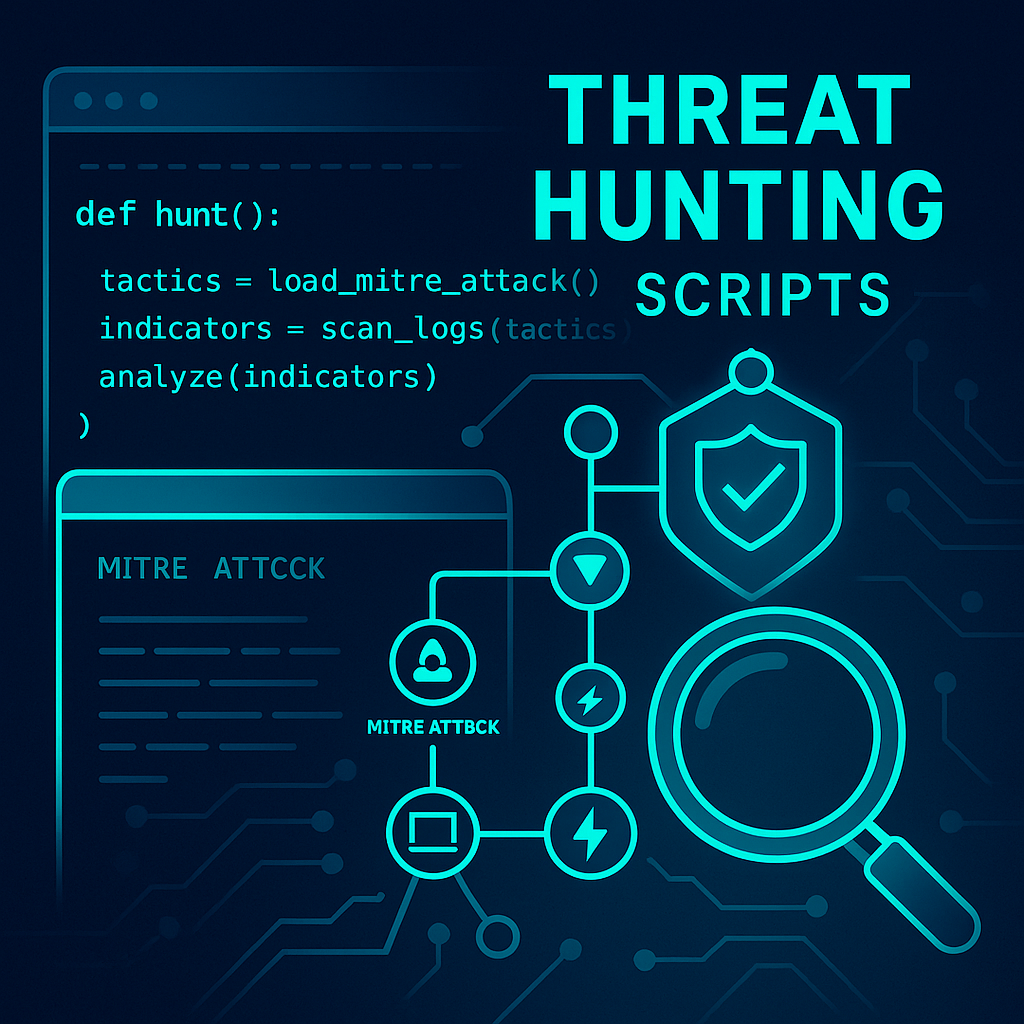 THREAT
HUNTING
SCRIPTS
def hunt():
tactics = load_mitre_attack()
indicators = scan_logs(tactics)
analyze(indicators)
)
MITRE ATTCCK
MITRE ATTBCK